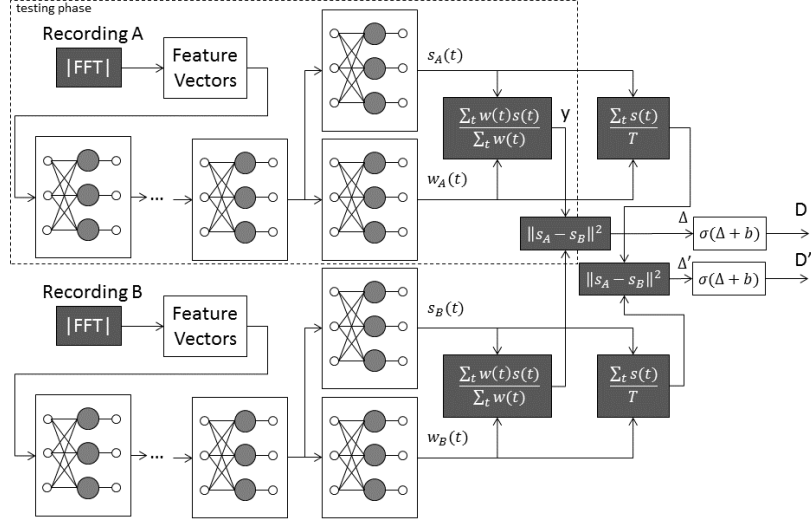 testing phase
Recording A
|FFT|
Feature
Vectors
...
s_A(t)
w_A(t)
∑_t w(t)s(t)
∑_t w(t)
y
∑_t s(t)
T
‖s_A − s_B‖²
Δ
σ(Δ + b)
D
‖s_A − s_B‖²
Δ′
σ(Δ + b)
D'
Recording B
|FFT|
Feature
Vectors
...
s_B(t)
w_B(t)
∑_t w(t)s(t)
∑_t w(t)
∑_t s(t)
T